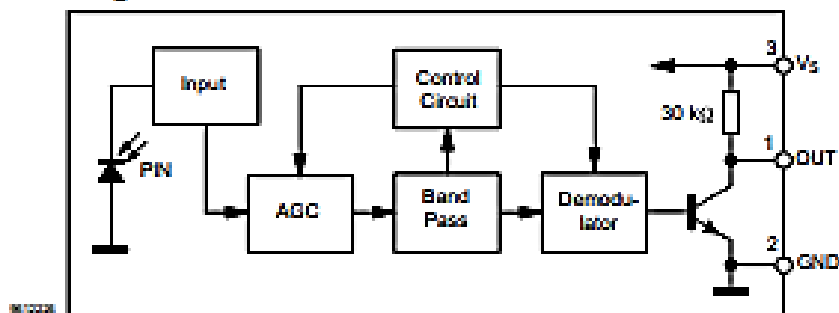 Input
Control
Circuit
3
Vs
30 kΩ
1
OUT
PIN
AGC
Band
Pass
Demodu-
lator
2
GND